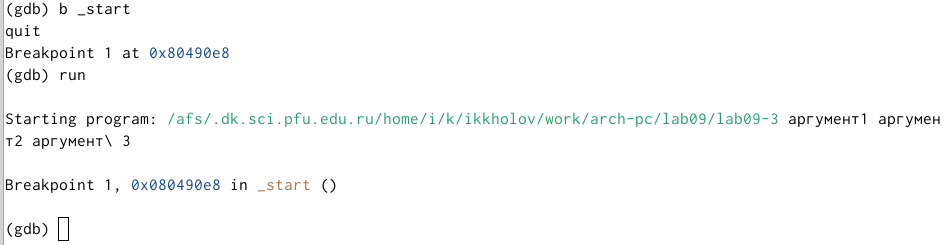 (gdb) b _start
quit
Breakpoint 1 at 0x80490e8
(gdb) run
Starting program: /afs/.dk.sci.pfu.edu.ru/home/i/k/ikkholov/work/arch-pc/lab09/lab09-3 аргумент1 аргумен
т2 аргумент\ 3
Breakpoint 1, 0x080490e8 in _start ()
(gdb)